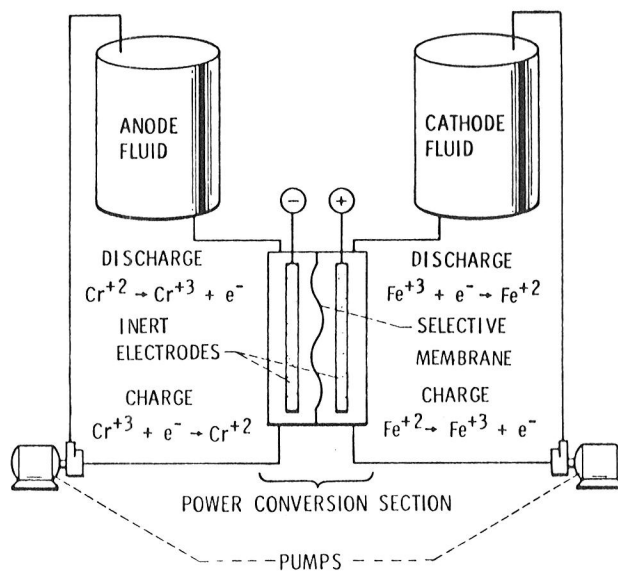 ANODE
FLUID
CATHODE
FLUID
−
+
DISCHARGE
Cr+2 → Cr+3 + e-
DISCHARGE
Fe+3 + e- → Fe+2
INERT
ELECTRODES
SELECTIVE
MEMBRANE
CHARGE
Cr+3 + e- → Cr+2
CHARGE
Fe+2 → Fe+3 + e-
POWER CONVERSION SECTION
PUMPS